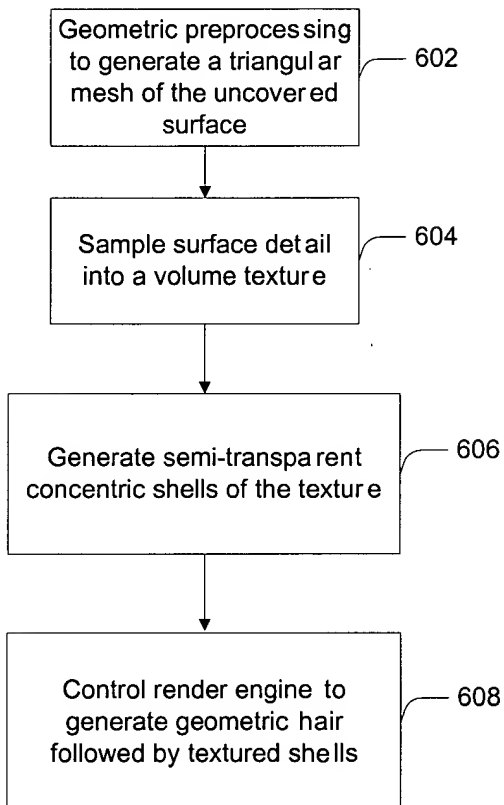 Geometric preprocessing
to generate a triangular
mesh of the uncovered
surface
602
Sample surface detail
into a volume texture
604
Generate semi-transparent
concentric shells of the texture
606
Control render engine to
generate geometric hair
followed by textured shells
608